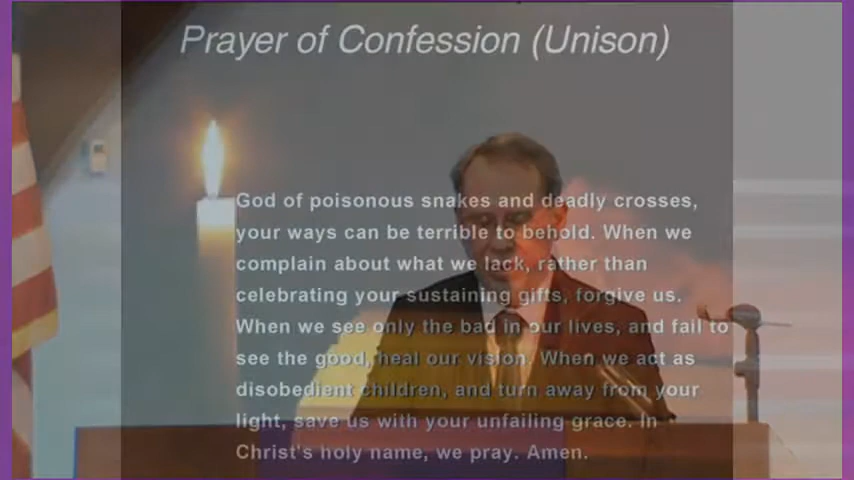 Prayer of Confession (Unison)
God of poisonous snakes and deadly crosses,
your ways can be terrible to behold. When we
complain about what we lack, rather than
celebrating your sustaining gifts, forgive us.
When we see only the bad in our lives, and fail to
see the good, heal our vision. When we act as
disobedient children, and turn away from your
light, save us with your unfailing grace. In
Christ's holy name, we pray. Amen.